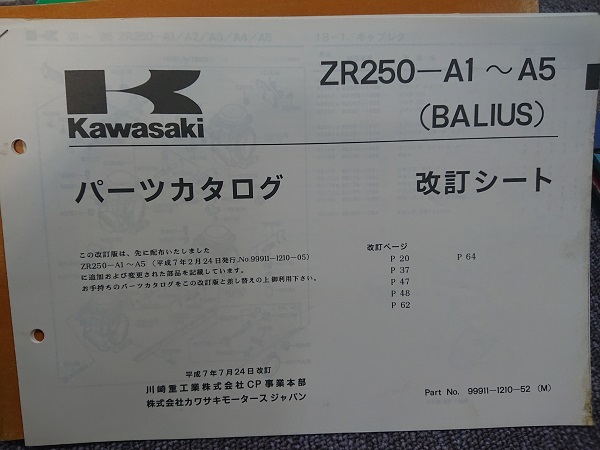 ZR250-A1～A5
(BALIUS)
Kawasaki
パーツカタログ
改訂シート
この改訂版は、先に配布いたしました
ZR250-A1～A5 (平成7年2月24日発行､No.99911-1210-05)
に追加および変更された部品を記載しています。
お手持ちのパーツカタログをこの改訂版と差し替えの上御利用下さい。
改訂ページ
P 20 P 64
P 37
P 47
P 48
P 62
平成7年7月24日改訂
川崎重工業株式会社CP事業本部
株式会社カワサキモータース ジャパン
Part No. 99911-1210-52 (M)